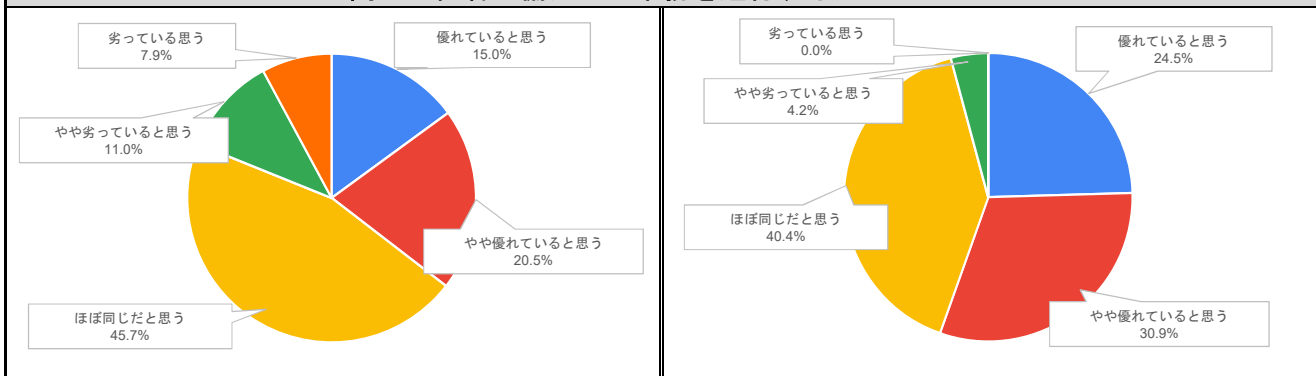 劣っている思う
7.9%
優れていると思う
15.0%
やや劣っていると思う
11.0%
やや優れていると思う
20.5%
ほぼ同じだと思う
45.7%
劣っている思う
0.0%
優れていると思う
24.5%
やや劣っていると思う
4.2%
ほぼ同じだと思う
40.4%
やや優れていると思う
30.9%